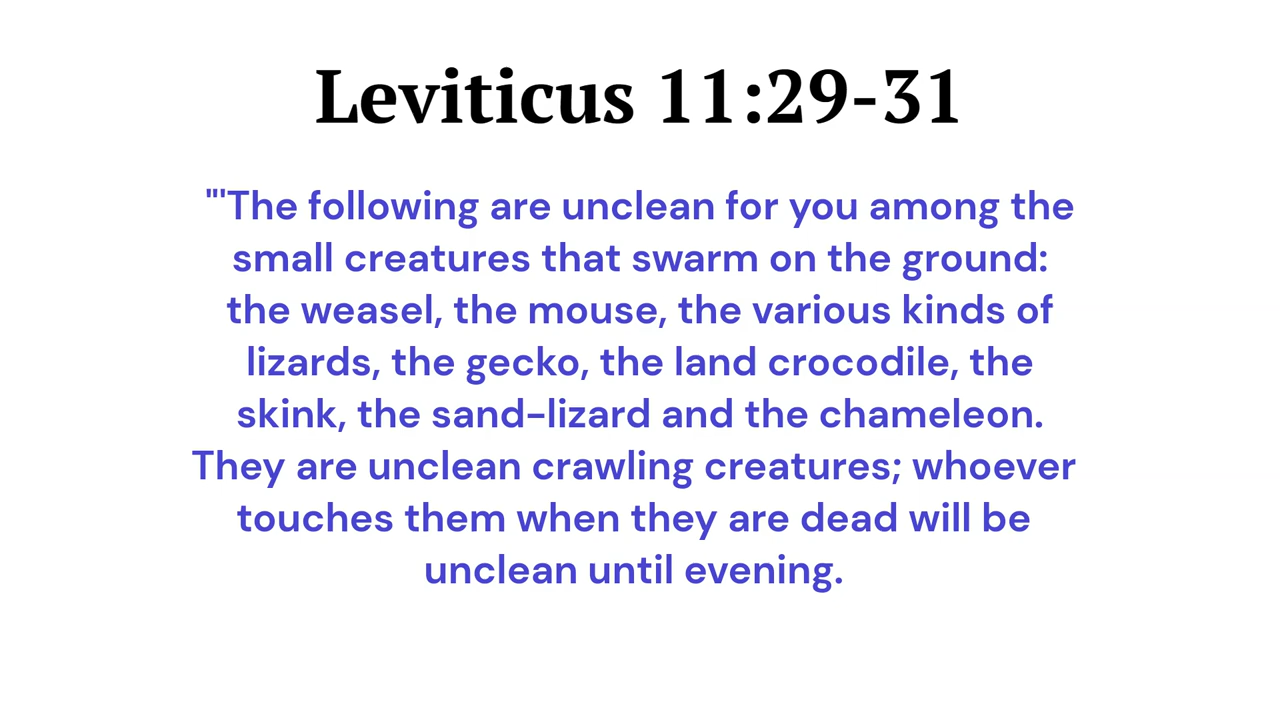 Leviticus 11:29-31
"'The following are unclean for you among the
small creatures that swarm on the ground:
the weasel, the mouse, the various kinds of
lizards, the gecko, the land crocodile, the
skink, the sand-lizard and the chameleon.
They are unclean crawling creatures; whoever
touches them when they are dead will be
unclean until evening.